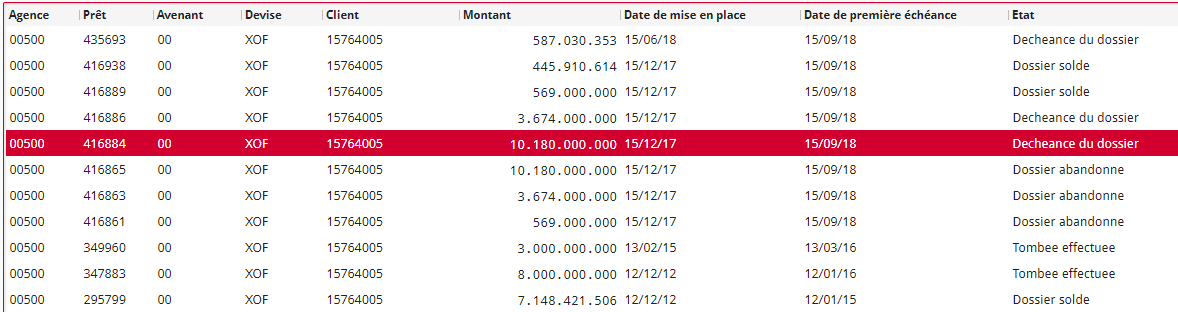 Agence Prêt Avenant Devise Client Montant Date de mise en place Date de première échéance Etat
00500 435693 00 XOF 15764005 587.030.353 15/06/18 15/09/18 Decheance du dossier
00500 416938 00 XOF 15764005 445.910.614 15/12/17 15/09/18 Dossier solde
00500 416889 00 XOF 15764005 569.000.000 15/12/17 15/09/18 Dossier solde
00500 416886 00 XOF 15764005 3.674.000.000 15/12/17 15/09/18 Decheance du dossier
00500 416884 00 XOF 15764005 10.180.000.000 15/12/17 15/09/18 Decheance du dossier
00500 416865 00 XOF 15764005 10.180.000.000 15/12/17 15/09/18 Dossier abandonne
00500 416863 00 XOF 15764005 3.674.000.000 15/12/17 15/09/18 Dossier abandonne
00500 416861 00 XOF 15764005 569.000.000 15/12/17 15/09/18 Dossier abandonne
00500 349960 00 XOF 15764005 3.000.000.000 13/02/15 13/03/16 Tombee effectuee
00500 347883 00 XOF 15764005 8.000.000.000 12/12/12 12/01/16 Tombee effectuee
00500 295799 00 XOF 15764005 7.148.421.506 12/12/12 12/01/15 Dossier solde